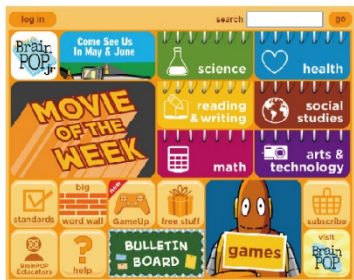 log in
search
go
Brain
POP
jr
Come See Us
In May & June
science
health
MOVIE
OF THE
WEEK
reading
& writing
social
studies
math
arts &
technology
standards
big
word wall
new
GameUp
free stuff
BrainPOP
Educators
help
BULLETIN
BOARD
games
subscribe
visit
Brain
POP